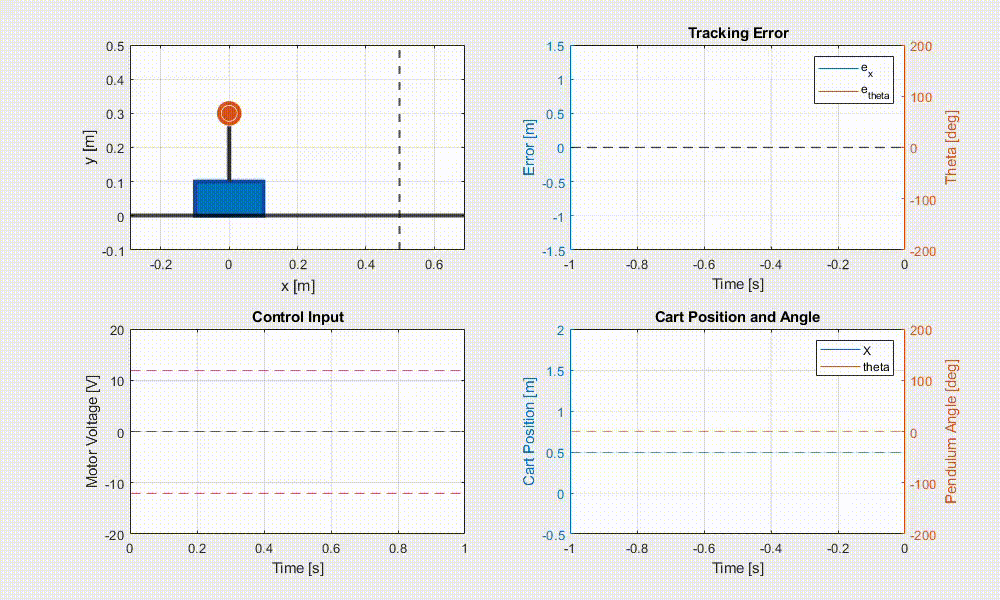 0.5
0.4
0.3
0.2
0.1
0
-0.1
y [m]
-0.2 0 0.2 0.4 0.6
x [m]
Tracking Error
1.5
1
0.5
0
-0.5
-1
-1.5
Error [m]
e_x
e_theta
200
100
0
-100
-200
Theta [deg]
-1 -0.8 -0.6 -0.4 -0.2 0
Time [s]
Control Input
20
10
0
-10
-20
Motor Voltage [V]
0 0.2 0.4 0.6 0.8 1
Time [s]
Cart Position and Angle
2
1.5
1
0.5
0
-0.5
Cart Position [m]
X
theta
200
100
0
-100
-200
Pendulum Angle [deg]
-1 -0.8 -0.6 -0.4 -0.2 0
Time [s]